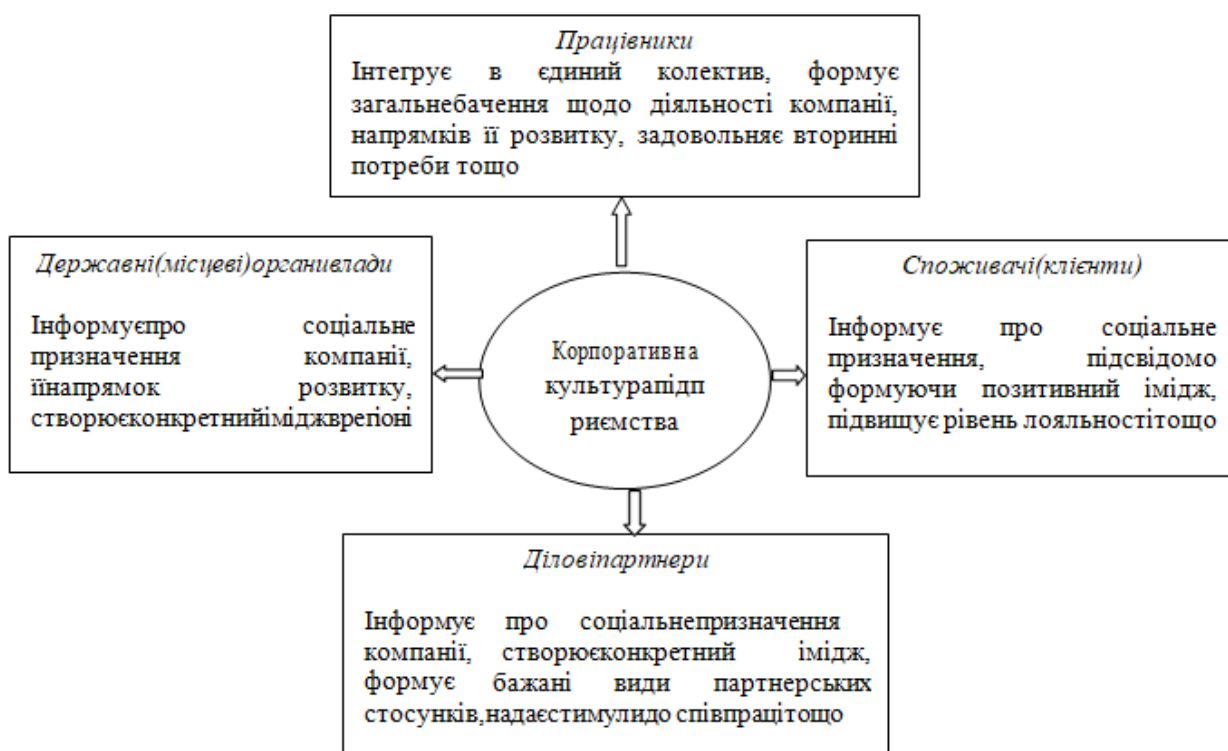 Працівники
Інтегрує в єдиний колектив, формує
загальнебачення щодо діяльності компанії,
напрямків її розвитку, задовольняє вторинні
потреби тощо
Державні(місцеві)органивлади
Інформуєпро соціальне
призначення компанії,
їїнапрямок розвитку,
створюєконкретнийіміджврегіоні
Корпоративна
культурапідп
риємства
Споживачі(клієнти)
Інформує про соціальне
призначення, підсвідомо
формуючи позитивний імідж,
підвищує рівень лояльностітощо
Діловіпартнери
Інформує про соціальнепризначення
компанії, створюєконкретний імідж,
формує бажані види партнерських
стосунків,надаєстимулидо співпрацітощо